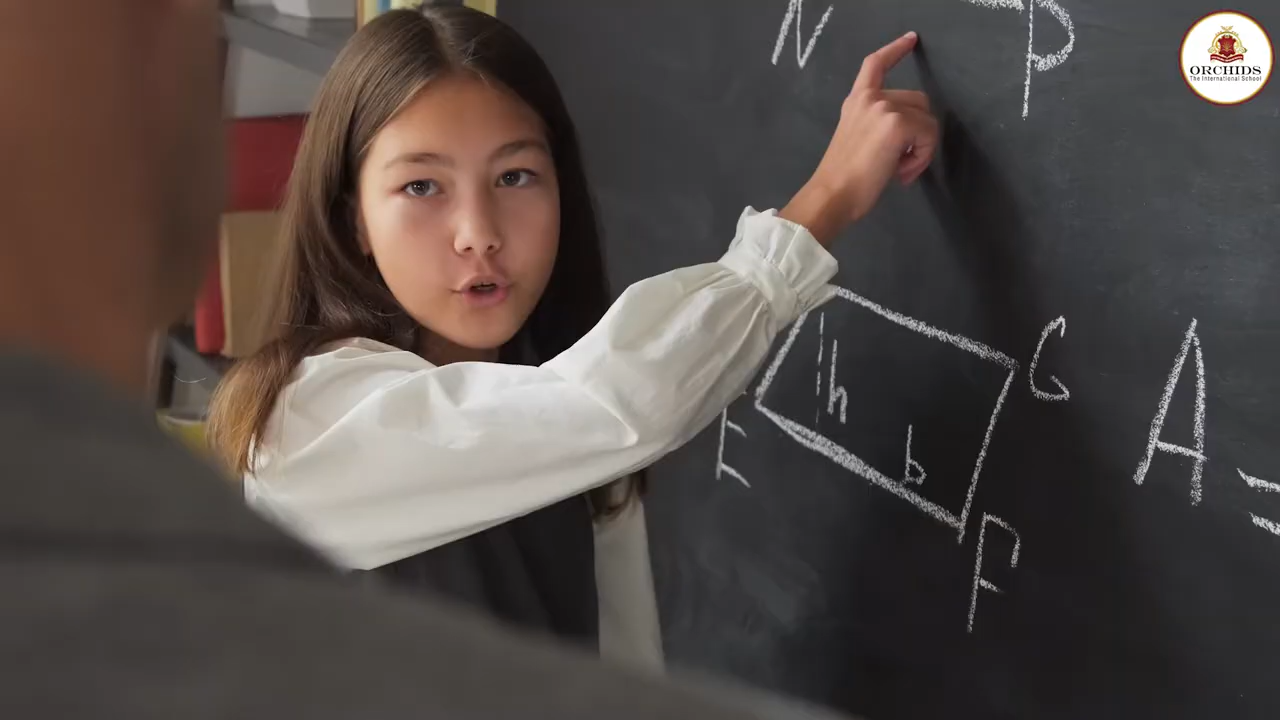 N
ORCHIDS
The International School
h
G
E
b
A
F
=